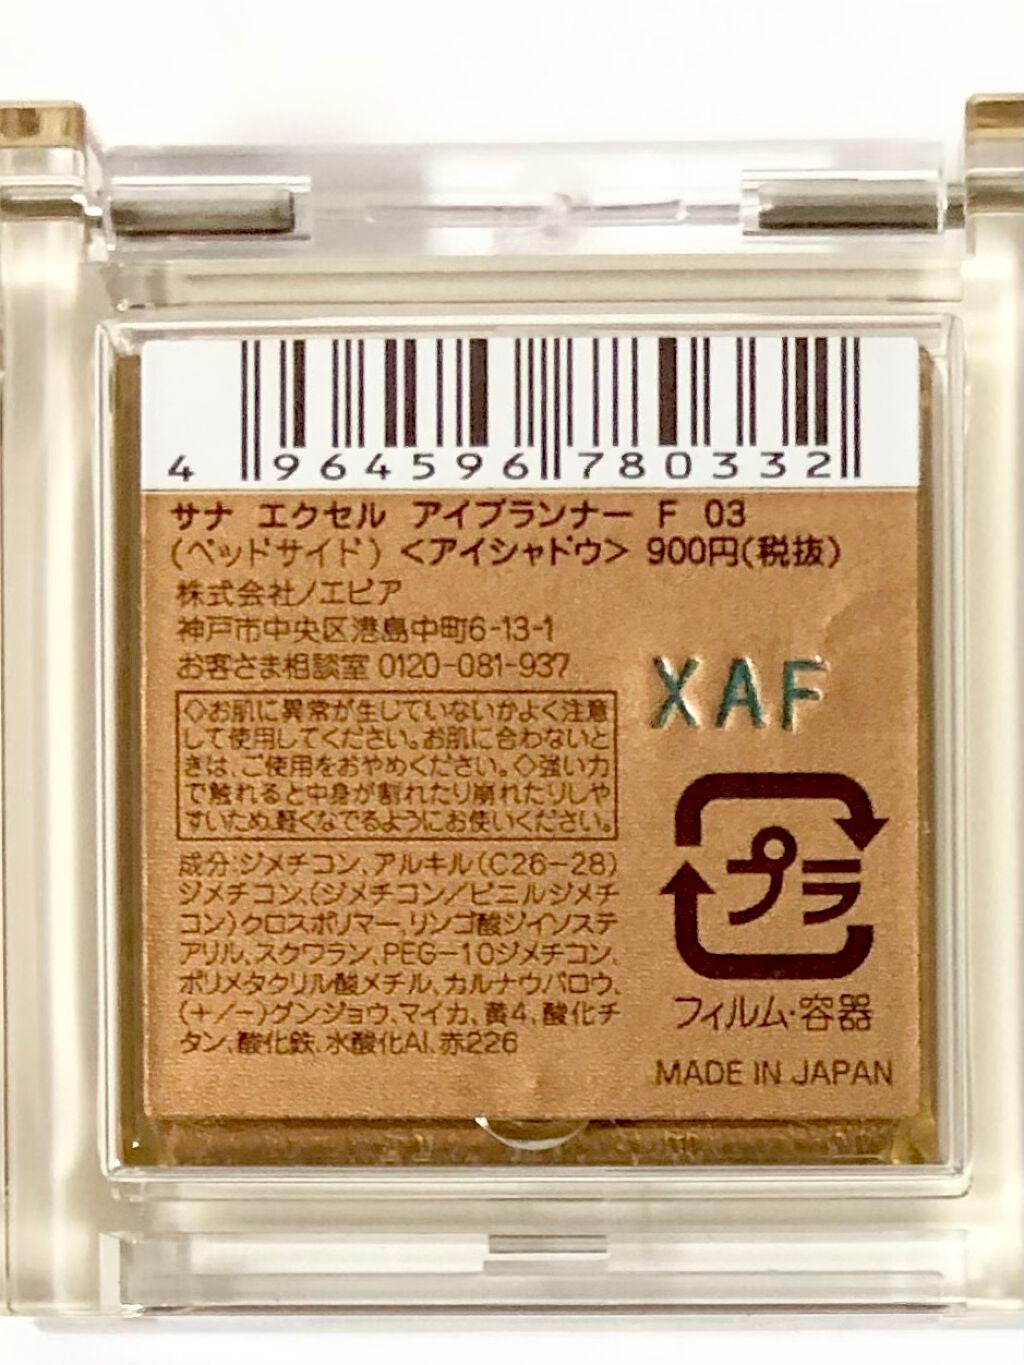 4 964596 780332
サナ エクセル アイプランナー F 03
(ベッドサイド) <アイシャドウ> 900円(税抜)
株式会社ノエビア
神戸市中央区港島中町6-13-1
お客さま相談室 0120-081-937
◇お肌に異常が生じていないかよく注意
して使用してください。お肌に合わないと
きは、ご使用をおやめください。◇強い力
で触れると中身が割れたり崩れたりしや
すいため、軽くなでるようにお使いください。
成分:ジメチコン、アルキル(C26-28)
ジメチコン、(ジメチコン/ビニルジメチ
コン)クロスポリマー、リンゴ酸ジイソステ
アリル、スクワラン、PEG-10ジメチコン、
ポリメタクリル酸メチル、カルナウバロウ、
(+/-)グンジョウ、マイカ、黄4、酸化チ
タン、酸化鉄、水酸化Al、赤226
XAF
プラ
フィルム・容器
MADE IN JAPAN